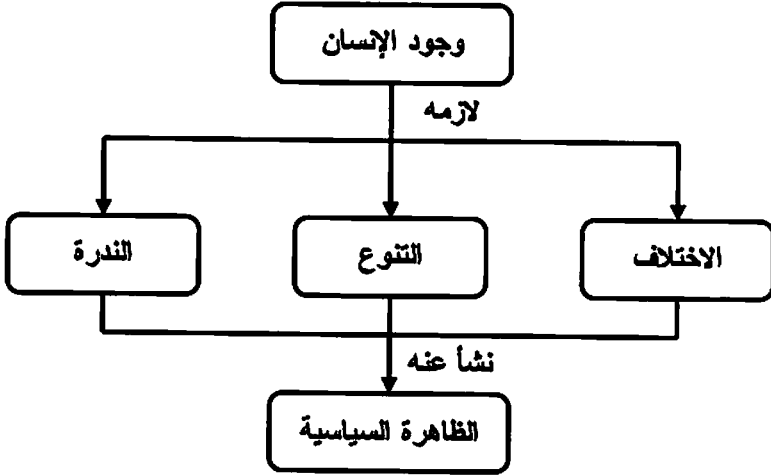 وجود الإنسان
لازمه
الاختلاف
التنوع
الندرة
نشأ عنه
الظاهرة السياسية